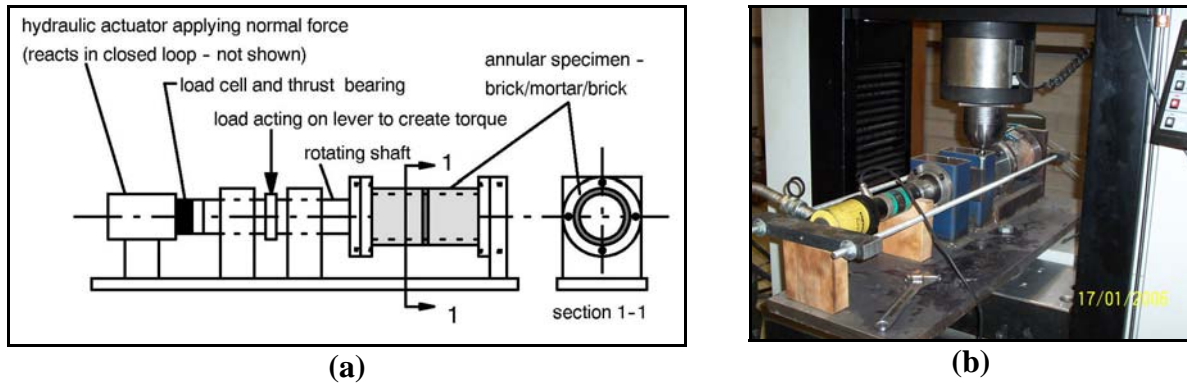 hydraulic actuator applying normal force
(reacts in closed loop - not shown)
load cell and thrust bearing
load acting on lever to create torque
rotating shaft
annular specimen -
brick/mortar/brick
1
1
section 1-1
(a)
17/01/2006
(b)